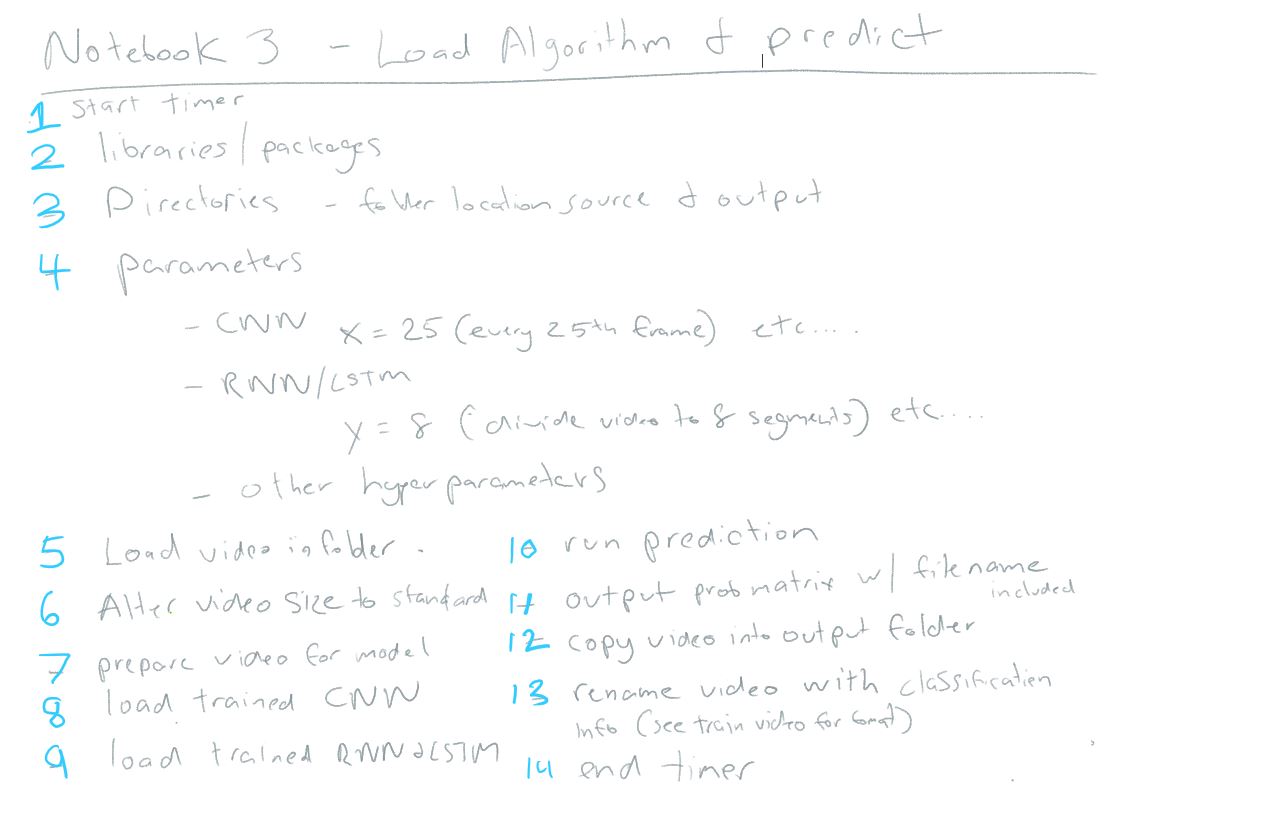 Notebook 3 - Load Algorithm & predict
1 Start timer
2 libraries/packages
3 Directories - folder location source & output
4 parameters
- CNN x = 25 (every 25th frame) etc....
- RNN/LSTM
y = 8 (divide video to 8 segments) etc....
- other hyperparameters
5 Load video in folder.
6 Alter video size to standard
7 prepare video for model
8 load trained CNN
9 load trained RNN & LSTM
10 run prediction
11 output prob matrix w/ filename
included
12 copy video into output folder
13 rename video with classification
info (see train video for format)
14 end timer